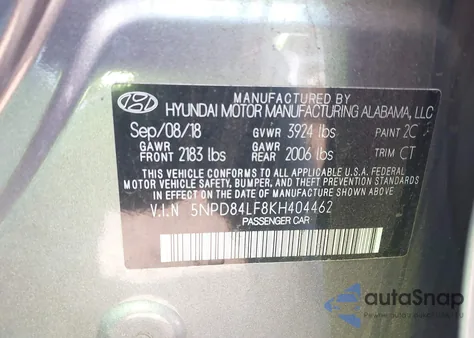 MANUFACTURED BY
HYUNDAI MOTOR MANUFACTURING ALABAMA, LLC
Sep/08/18 GVWR 3924 lbs PAINT 2C
GAWR FRONT 2183 lbs GAWR REAR 2006 lbs TRIM CT
THIS VEHICLE CONFORMS TO ALL APPLICABLE U.S.A. FEDERAL
MOTOR VEHICLE SAFETY, BUMPER, AND THEFT PREVENTION STANDARDS
IN EFFECT ON THE DATE OF MANUFACTURE SHOWN ABOVE.
V.I.N 5NPD84LF8KH404462
PASSENGER CAR
autoSnap